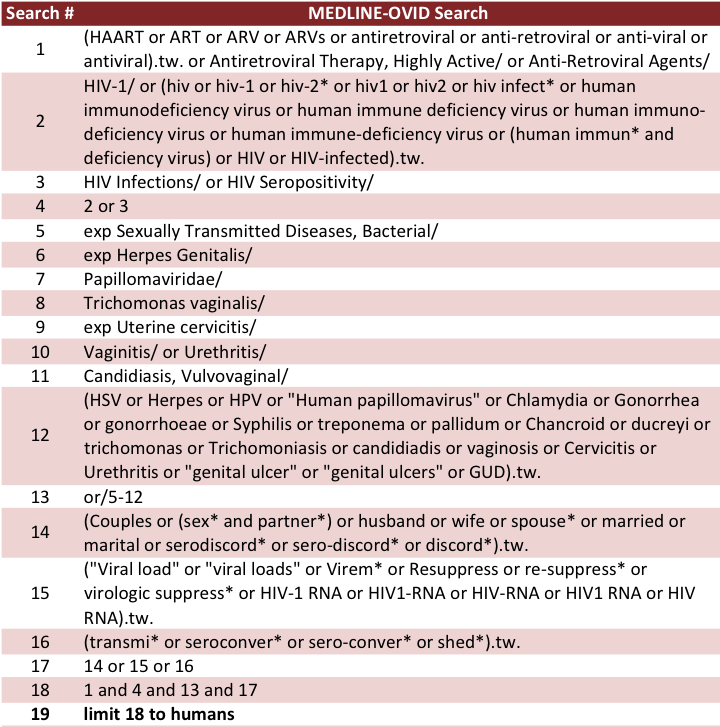 Search # MEDLINE-OVID Search
1 (HAART or ART or ARV or ARVs or antiretroviral or anti-retroviral or anti-viral or
antiviral).tw. or Antiretroviral Therapy, Highly Active/ or Anti-Retroviral Agents/
2 HIV-1/ or (hiv or hiv-1 or hiv-2* or hiv1 or hiv2 or hiv infect* or human
immunodeficiency virus or human immune deficiency virus or human immuno-
deficiency virus or human immune-deficiency virus or (human immun* and
deficiency virus) or HIV or HIV-infected).tw.
3 HIV Infections/ or HIV Seropositivity/
4 2 or 3
5 exp Sexually Transmitted Diseases, Bacterial/
6 exp Herpes Genitalis/
7 Papillomaviridae/
8 Trichomonas vaginalis/
9 exp Uterine cervicitis/
10 Vaginitis/ or Urethritis/
11 Candidiasis, Vulvovaginal/
12 (HSV or Herpes or HPV or "Human papillomavirus" or Chlamydia or Gonorrhea
or gonorrhoeae or Syphilis or treponema or pallidum or Chancroid or ducreyi or
trichomonas or Trichomoniasis or candidiadis or vaginosis or Cervicitis or
Urethritis or "genital ulcer" or "genital ulcers" or GUD).tw.
13 or/5-12
14 (Couples or (sex* and partner*) or husband or wife or spouse* or married or
marital or serodiscord* or sero-discord* or discord*).tw.
15 ("Viral load" or "viral loads" or Virem* or Resuppress or re-suppress* or
virologic suppress* or HIV-1 RNA or HIV1-RNA or HIV-RNA or HIV1 RNA or HIV
RNA).tw.
16 (transmi* or seroconver* or sero-conver* or shed*).tw.
17 14 or 15 or 16
18 1 and 4 and 13 and 17
19 limit 18 to humans